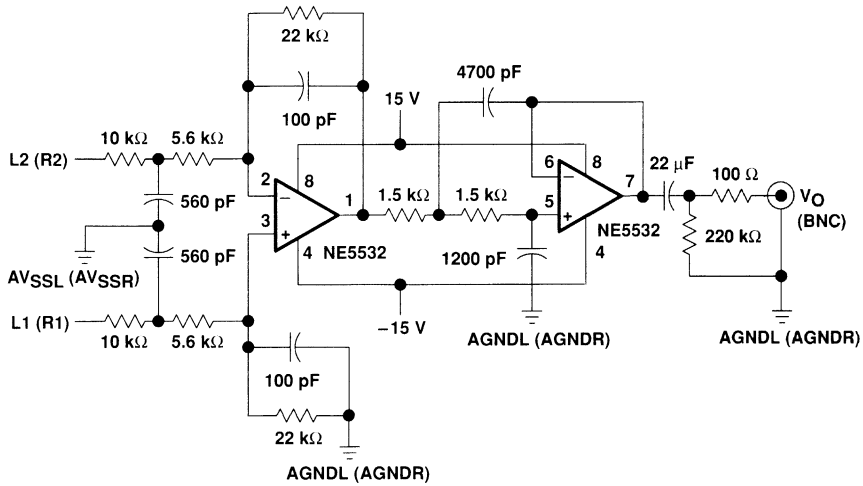 22 kΩ
4700 pF
100 pF
15 V
10 kΩ
5.6 kΩ
L2 (R2)
560 pF
2
8
1
3
4
−
+
NE5532
1.5 kΩ
1.5 kΩ
6
8
7
5
4
−
+
NE5532
22 µF
100 Ω
VO
(BNC)
220 kΩ
560 pF
AVSSL (AVSSR)
1200 pF
L1 (R1)
10 kΩ
5.6 kΩ
−15 V
AGNDL (AGNDR)
AGNDL (AGNDR)
100 pF
22 kΩ
AGNDL (AGNDR)